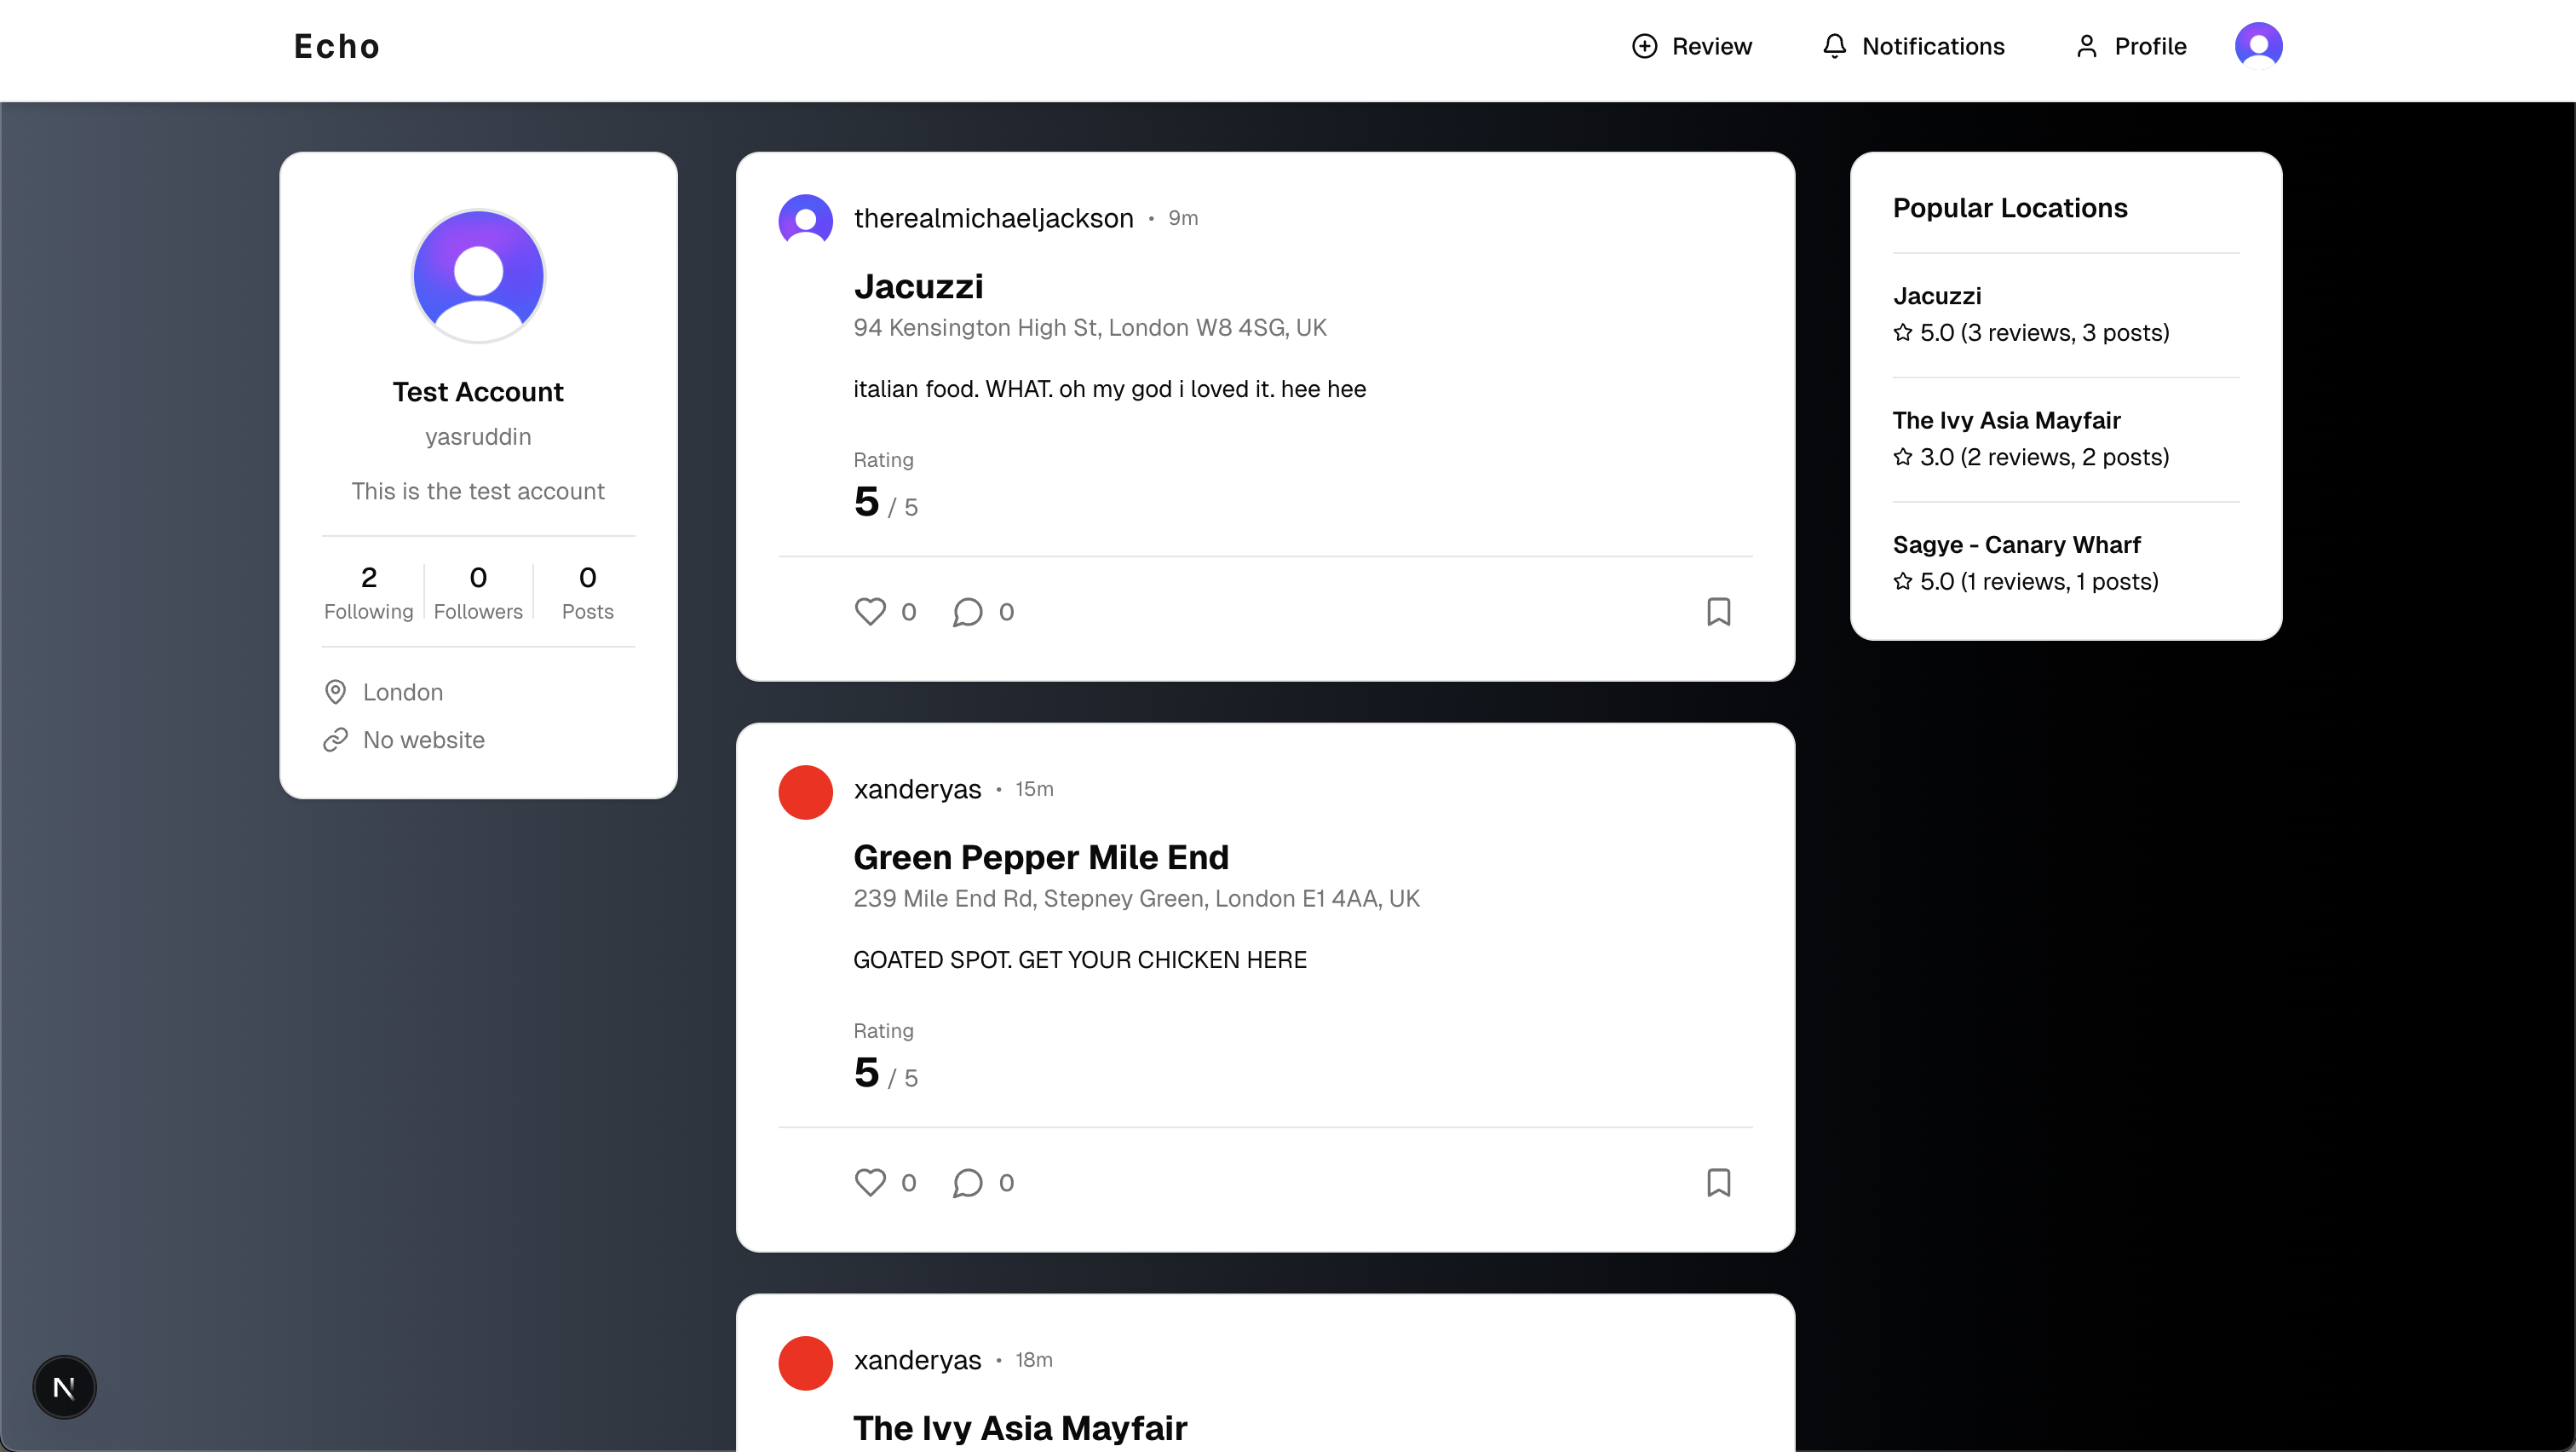 Echo
Review
Notifications
Profile
Test Account
yasruddin
This is the test account
2
Following
0
Followers
0
Posts
London
No website
therealmichaeljackson • 9m
Jacuzzi
94 Kensington High St, London W8 4SG, UK
italian food. WHAT. oh my god i loved it. hee hee
Rating
5 / 5
0
0
xanderyas • 15m
Green Pepper Mile End
239 Mile End Rd, Stepney Green, London E1 4AA, UK
GOATED SPOT. GET YOUR CHICKEN HERE
Rating
5 / 5
0
0
xanderyas • 18m
The Ivy Asia Mayfair
Popular Locations
Jacuzzi
5.0 (3 reviews, 3 posts)
The Ivy Asia Mayfair
3.0 (2 reviews, 2 posts)
Sagye - Canary Wharf
5.0 (1 reviews, 1 posts)
N